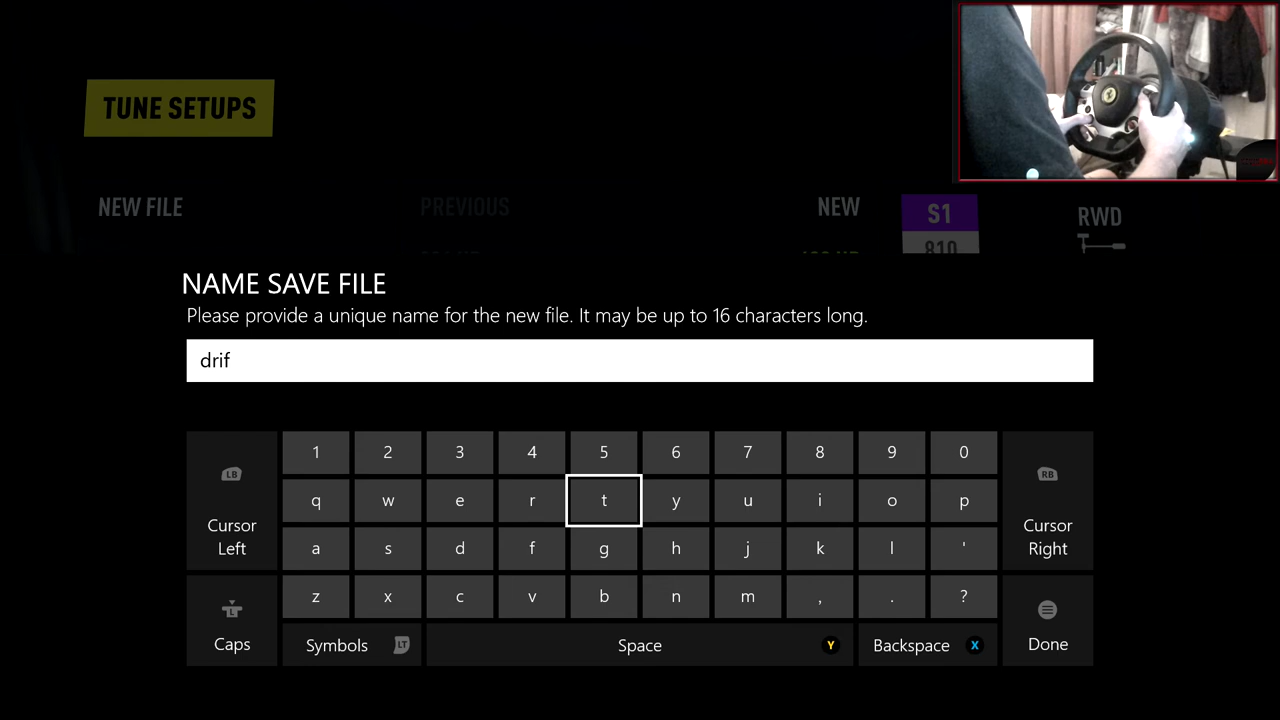 TUNE SETUPS
NEW FILE
PREVIOUS
NEW
S1
RWD
810
NAME SAVE FILE
Please provide a unique name for the new file. It may be up to 16 characters long.
drif
1 2 3 4 5 6 7 8 9 0
LB
RB
q w e r t y u i o p
Cursor Left
Cursor Right
a s d f g h j k l '
z x c v b n m , . ?
L
Caps
Symbols LT
Space Y
Backspace X
Done